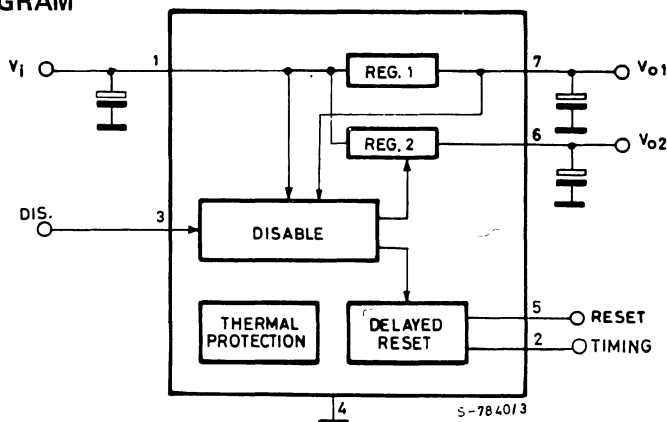 GRAM
Vi
1
REG. 1
7
Vo1
REG. 2
6
Vo2
DIS.
3
DISABLE
THERMAL
PROTECTION
DELAYED
RESET
5
RESET
2
TIMING
4
S-7840/3